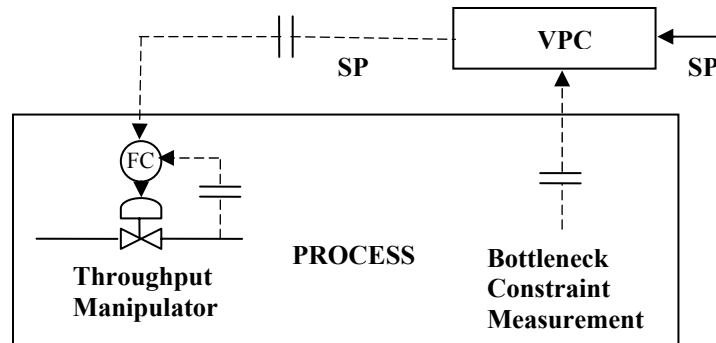 VPC
SP
SP
FC
PROCESS
Throughput
Manipulator
Bottleneck
Constraint
Measurement